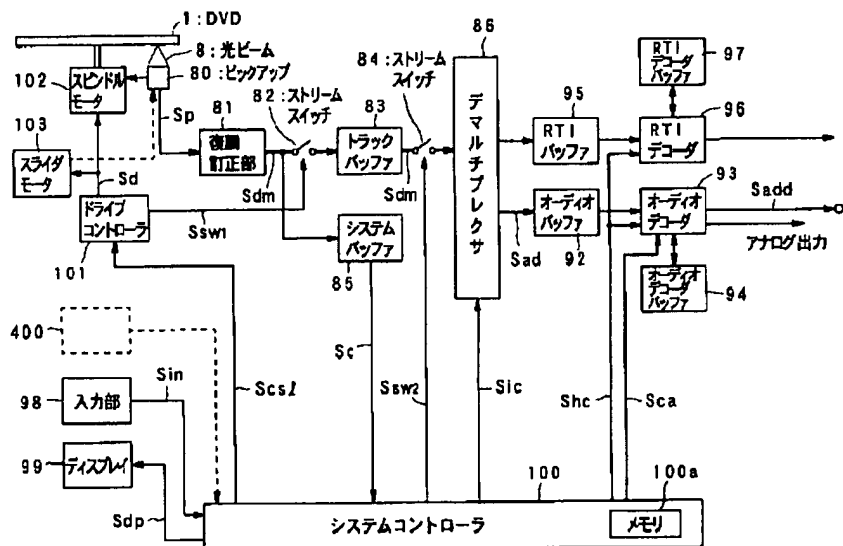 1:DVD
8:光ビーム
80:ピックアップ
102
スピンドル
モータ
Sp
103
スライダ
モータ
Sd
ドライブ
コントローラ
101
Ssw1
81
復調
訂正部
82:ストリーム
スイッチ
Sdm
83
トラック
バッファ
84:ストリーム
スイッチ
Sdm
システム
バッファ
85
86
デマルチプレクサ
95
RTI
バッファ
RTI
デコーダ
バッファ
97
96
RTI
デコーダ
Sad
オーディオ
バッファ
92
93
オーディオ
デコーダ
Sadd
アナログ出力
オーディオ
デコーダ
バッファ
94
400
98
入力部
Sin
99
ディスプレイ
Sdp
Scsl
Sc
Ssw2
Sic
Shc
Sca
100
システムコントローラ
100a
メモリ